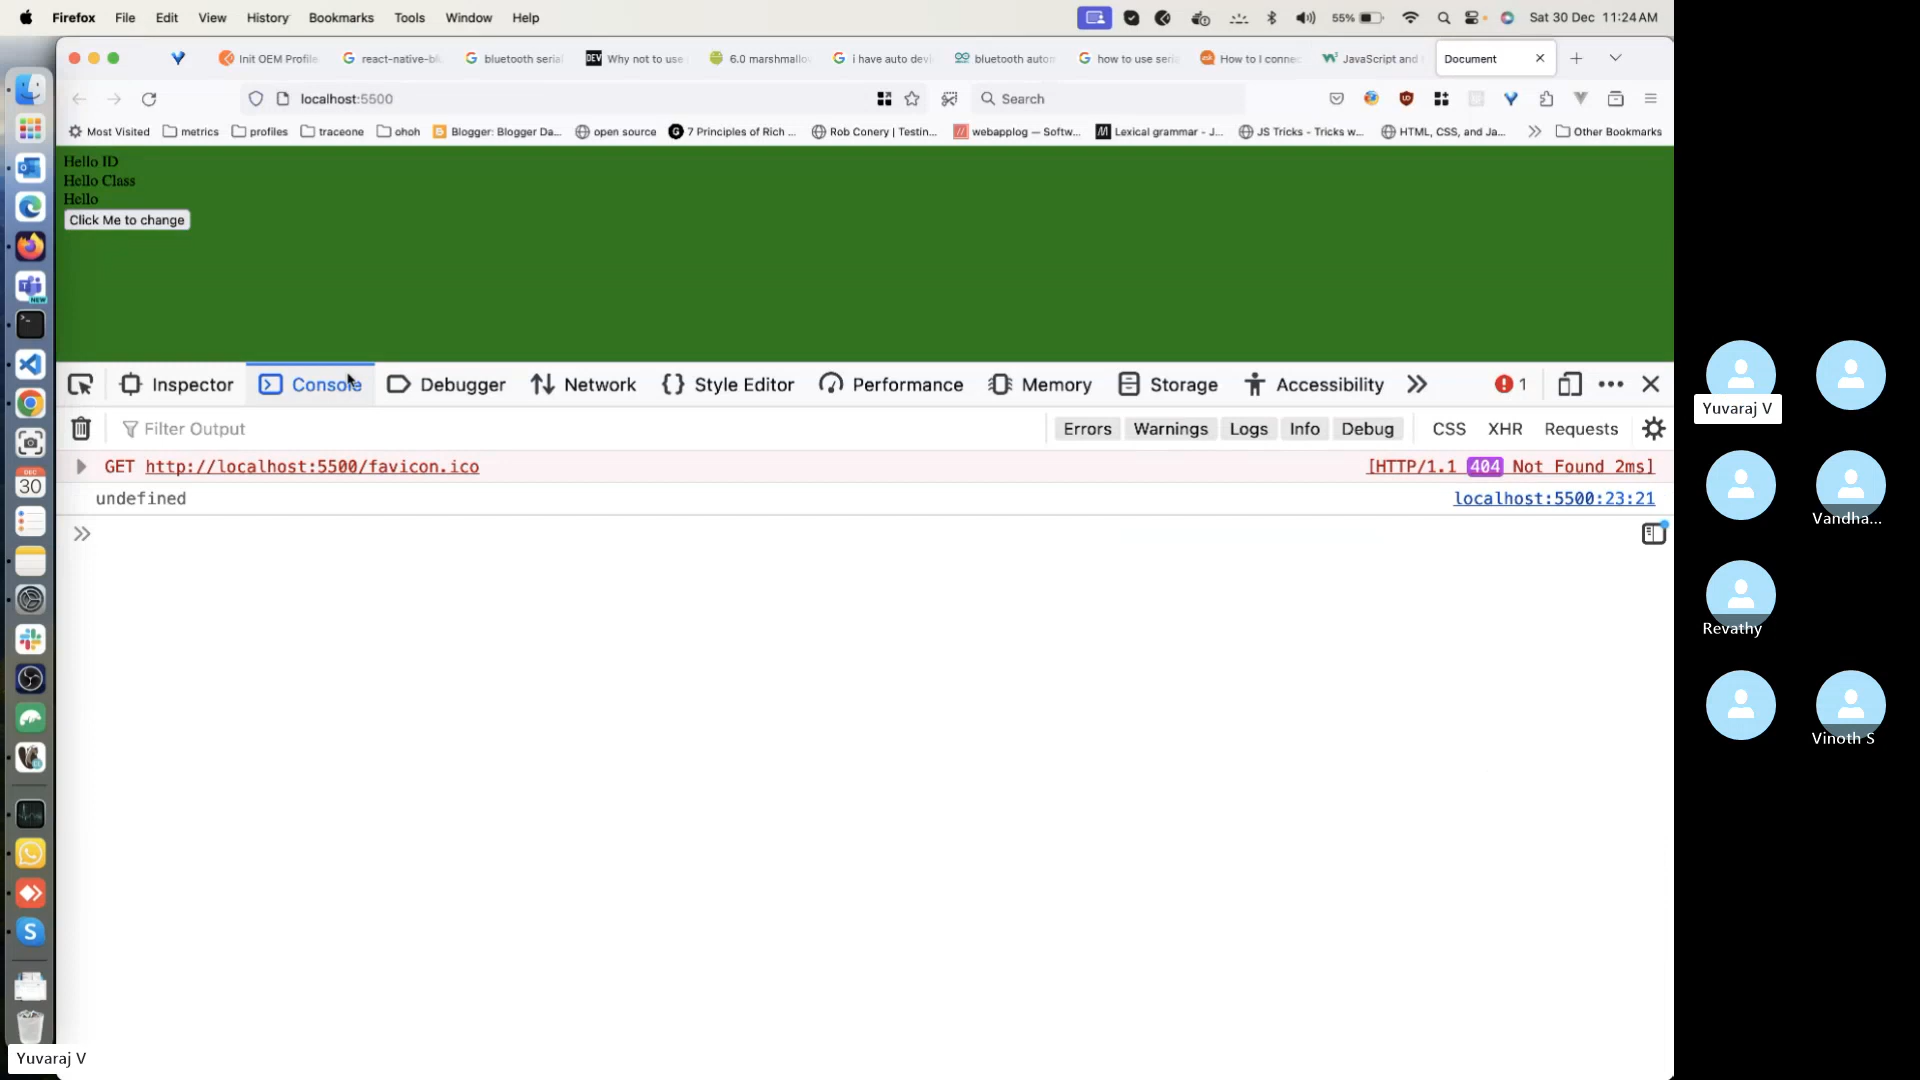 Firefox File Edit View History Bookmarks Tools Window Help 55% Sat 30 Dec 11:24 AM
Init OEM Profile react-native-bl bluetooth serial DEV Why not to use 6.0 marshmallo i have auto devi bluetooth autom how to use seria How to I connec JavaScript and Document
localhost:5500 Search
Most Visited metrics profiles traceone ohoh Blogger: Blogger Da... open source 7 Principles of Rich ... Rob Conery | Testin... webapplog — Softw... Lexical grammar - J... JS Tricks - Tricks w... HTML, CSS, and Ja... Other Bookmarks
Hello ID
Hello Class
Hello
Click Me to change
Inspector Console Debugger Network Style Editor Performance Memory Storage Accessibility 1
Filter Output Errors Warnings Logs Info Debug CSS XHR Requests
GET http://localhost:5500/favicon.ico [HTTP/1.1 404 Not Found 2ms]
undefined localhost:5500:23:21
NEW
DEC
30
S
Yuvaraj V
Yuvaraj V
Vandha...
Revathy
Vinoth S